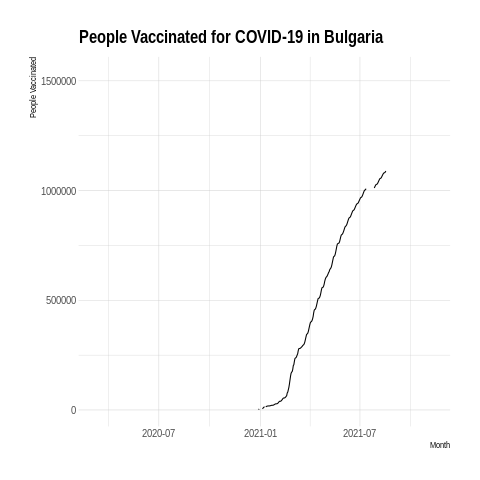 People Vaccinated for COVID-19 in Bulgaria
People Vaccinated
1500000
1000000
500000
0
2020-07
2021-01
2021-07
Month